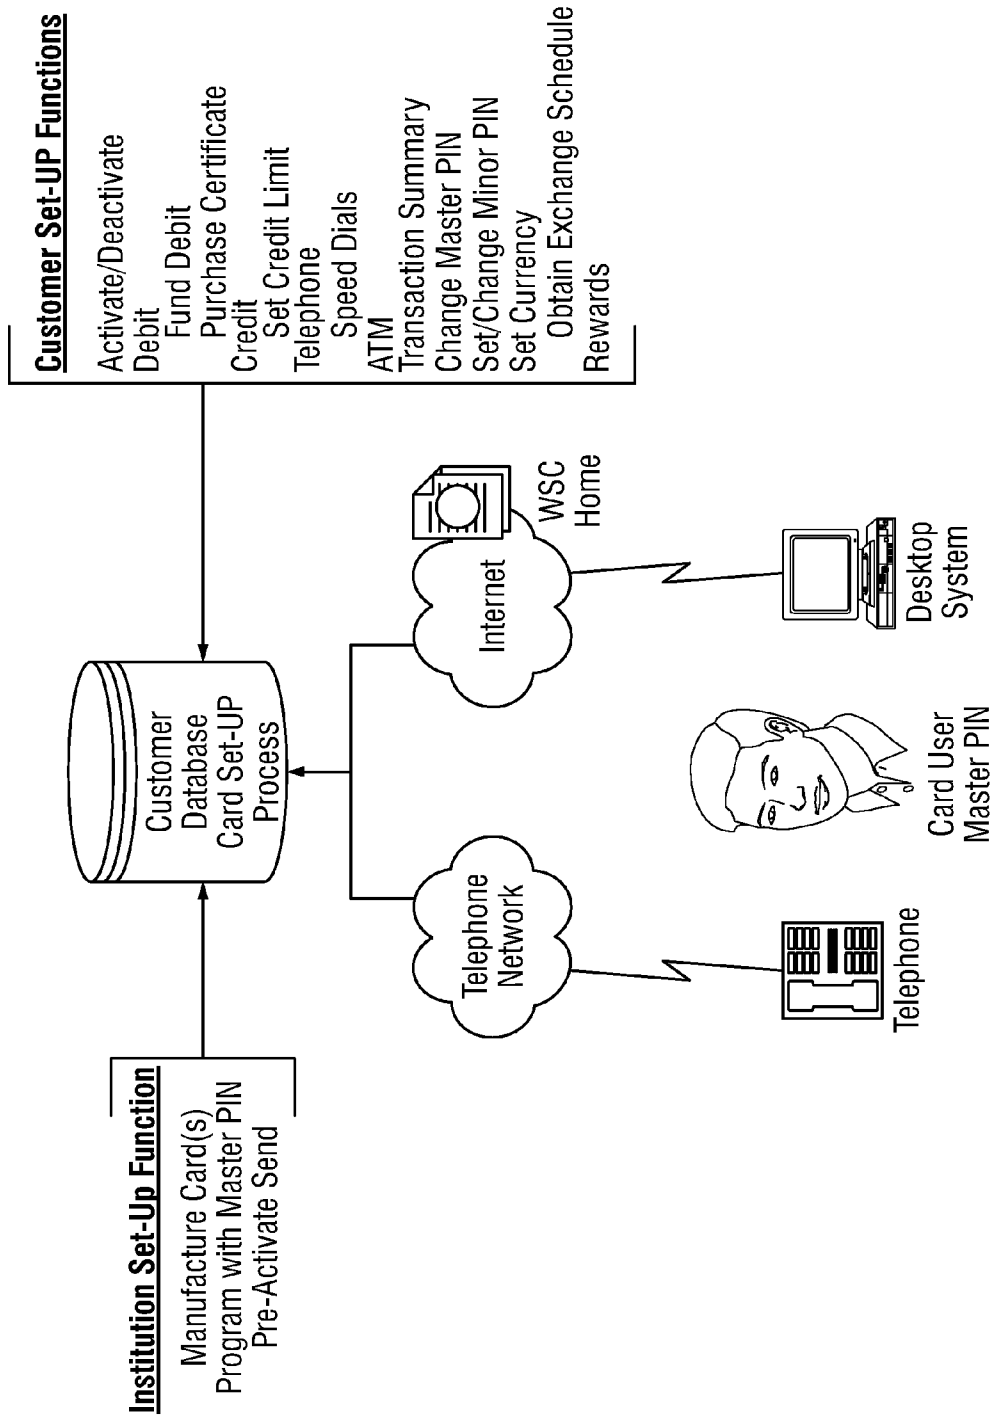 Institution Set-Up Function
Manufacture Card(s)
Program with Master PIN
Pre-Activate Send
Customer
Database
Card Set-UP
Process
Customer Set-UP Functions
Activate/Deactivate
Debit
Fund Debit
Purchase Certificate
Credit
Set Credit Limit
Telephone
Speed Dials
ATM
Transaction Summary
Change Master PIN
Set/Change Minor PIN
Set Currency
Obtain Exchange Schedule
Rewards
Telephone
Network
Internet
WSC
Home
Telephone
Card User
Master PIN
Desktop
System